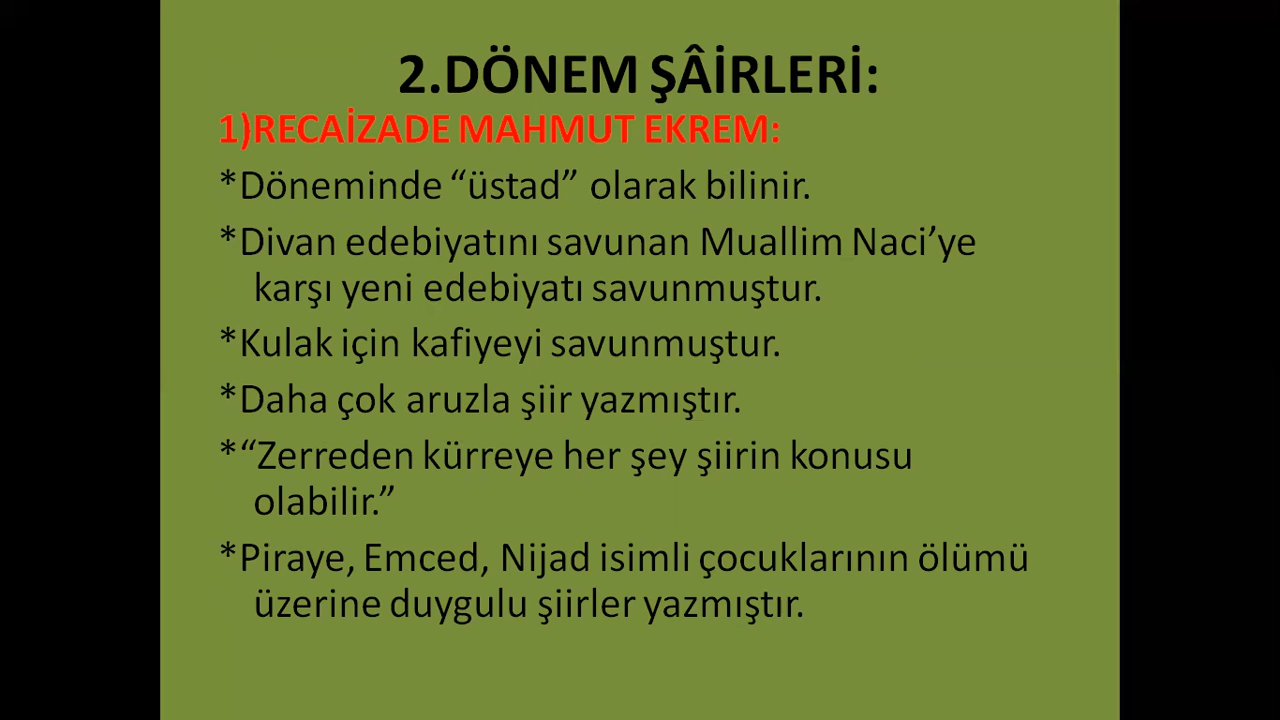 2.DÖNEM ŞÂİRLERİ:
1)RECAİZADE MAHMUT EKREM:
*Döneminde “üstad” olarak bilinir.
*Divan edebiyatını savunan Muallim Naci’ye
karşı yeni edebiyatı savunmuştur.
*Kulak için kafiyeyi savunmuştur.
*Daha çok aruzla şiir yazmıştır.
*“Zerreden kürreye her şey şiirin konusu
olabilir.”
*Piraye, Emced, Nijad isimli çocuklarının ölümü
üzerine duygulu şiirler yazmıştır.